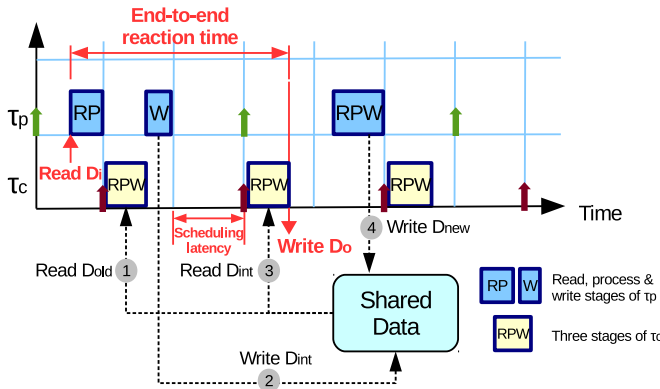 End-to-end
reaction time
τp
RP
W
RPW
Read Di
τc
RPW
RPW
RPW
Time
Scheduling
latency
Write Do
4 Write Dnew
Read Dold 1
Read Dint 3
Shared
Data
RP W Read, process &
write stages of τp
RPW Three stages of τc
Write Dint
2